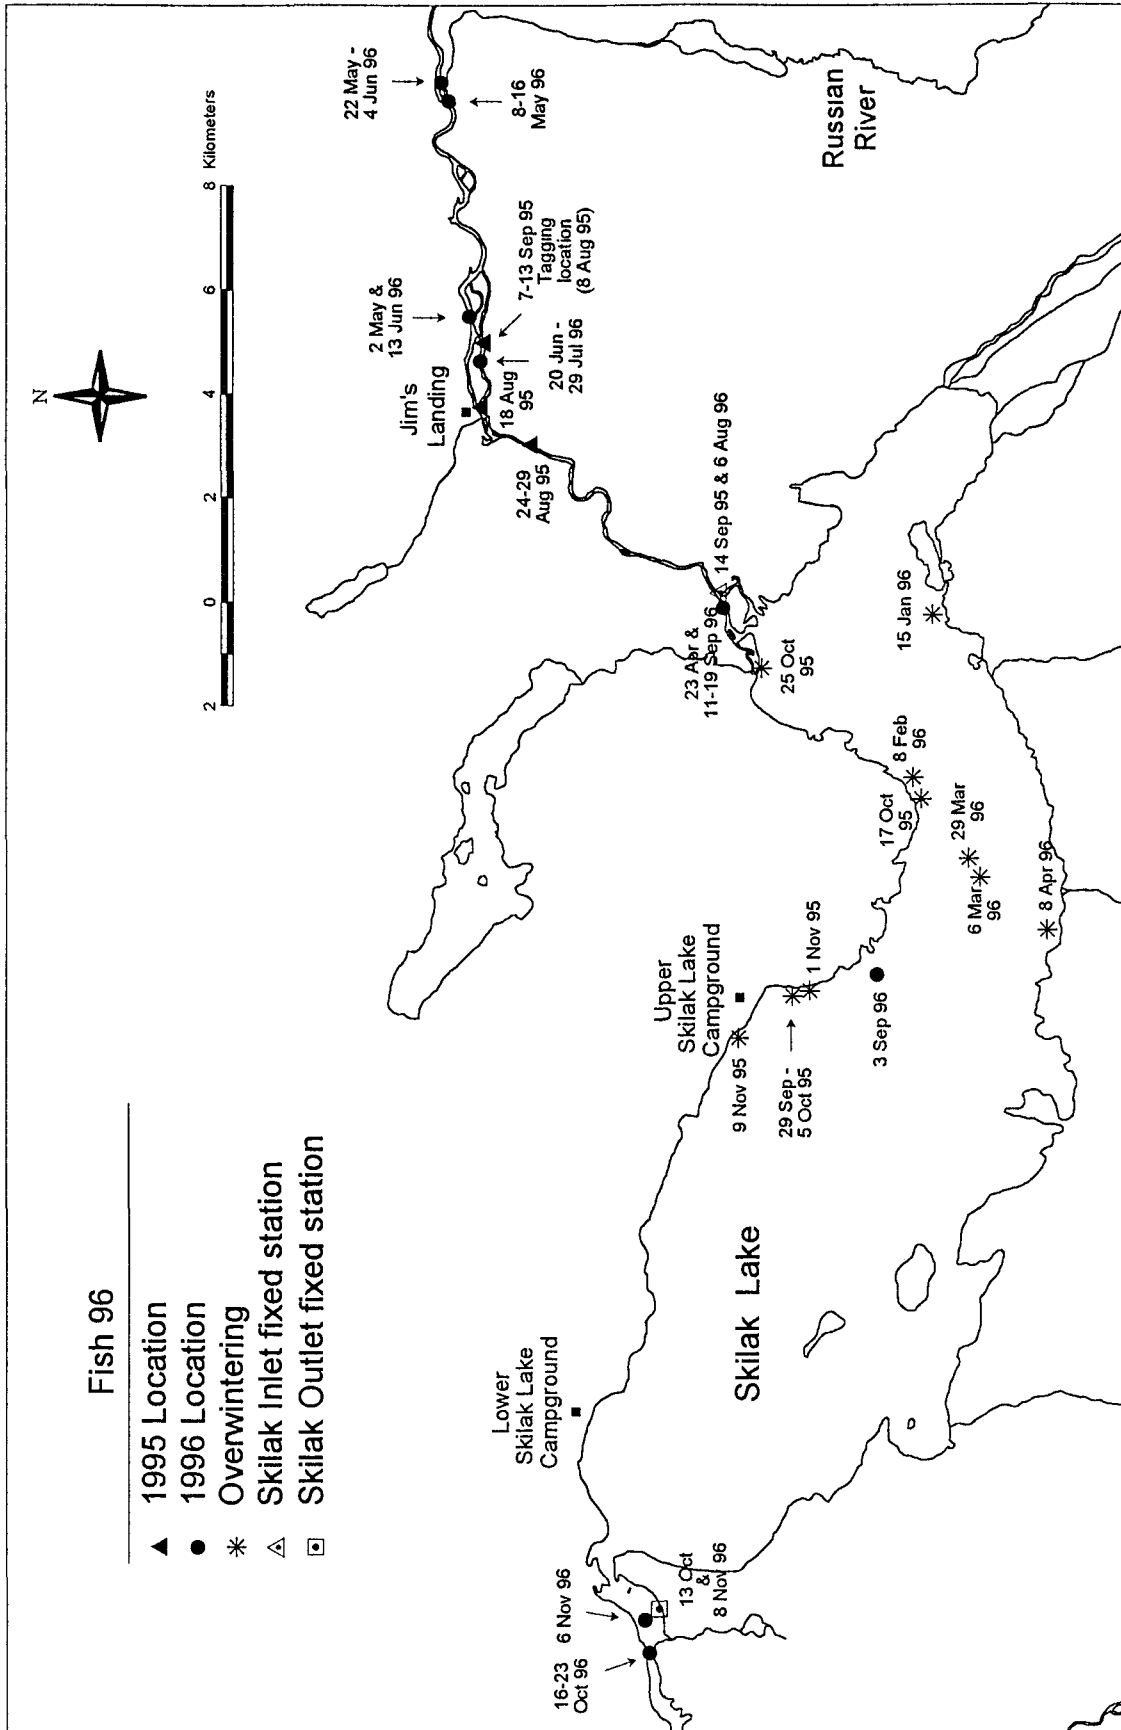 Fish 96
1995 Location
1996 Location
Overwintering
Skilak Inlet fixed station
Skilak Outlet fixed station
N
2
0
2
4
6
8
Kilometers
22 May -
4 Jun 96
8-16
May 96
2 May &
13 Jun 96
7-13 Sep 95
Tagging
location
(8 Aug 95)
Jim's
Landing
18 Aug
95
20 Jun -
29 Jul 96
24-29
Aug 95
Russian
River
14 Sep 95 & 6 Aug 96
23 Apr &
11-19 Sep 96
25 Oct
95
15 Jan 96
8 Feb
96
17 Oct
95
29 Mar
96
6 Mar
96
8 Apr 96
Upper
Skilak Lake
Campground
1 Nov 95
9 Nov 95
29 Sep -
5 Oct 95
3 Sep 96
Skilak Lake
Lower
Skilak Lake
Campground
6 Nov 96
13 Oct
&
8 Nov 96
16-23
Oct 96